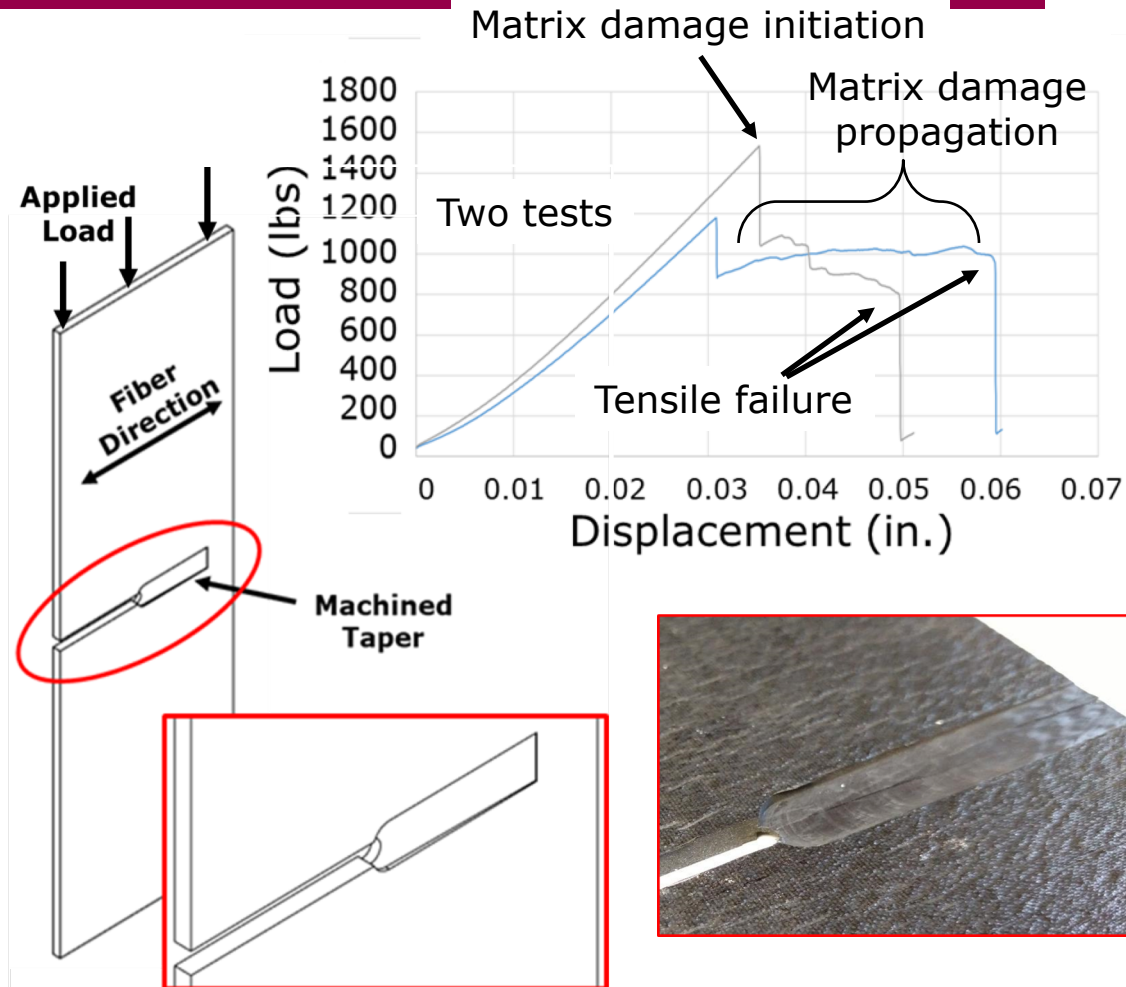 Matrix damage initiation
Matrix damage
propagation
1800
1600
1400
1200
1000
800
600
400
200
0
Load (lbs)
Two tests
Tensile failure
0 0.01 0.02 0.03 0.04 0.05 0.06 0.07
Displacement (in.)
Applied
Load
Fiber
Direction
Machined
Taper